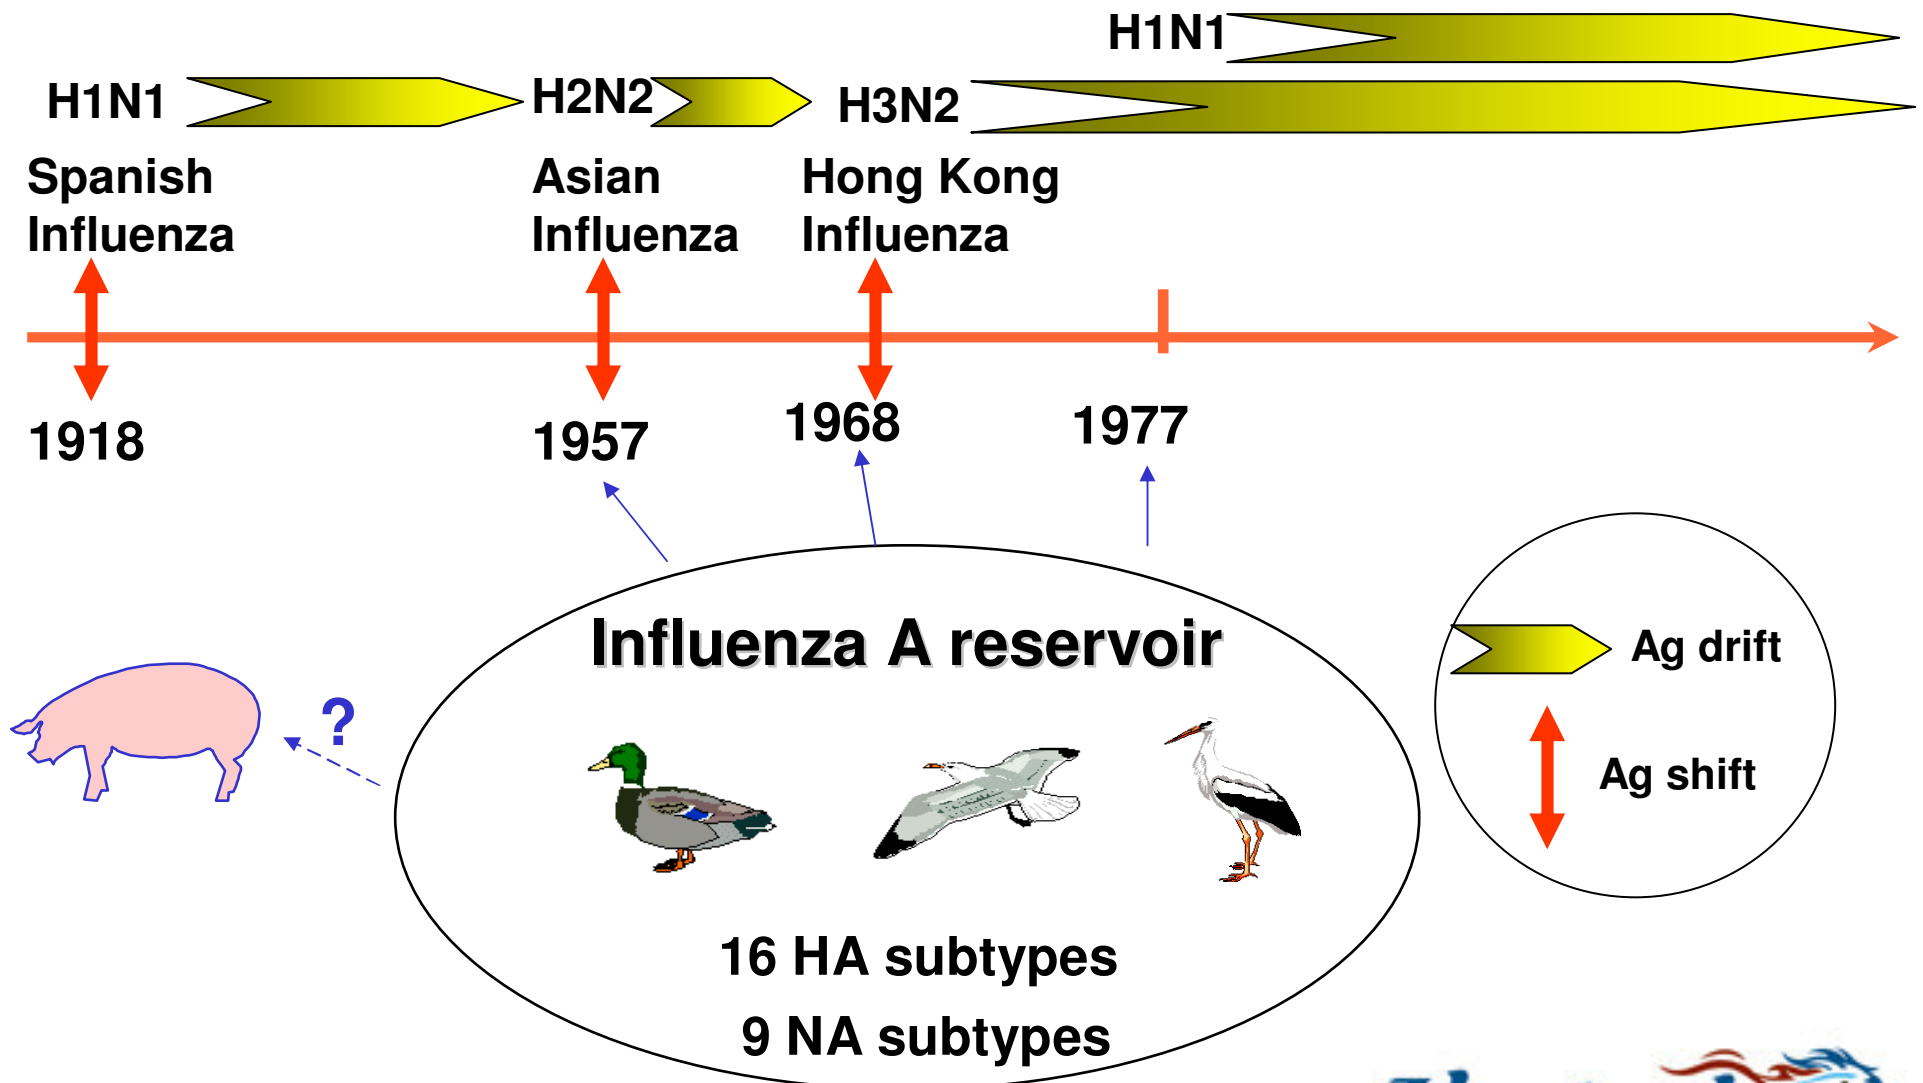 H1N1
H1N1
H2N2
H3N2
Spanish
Influenza
Asian
Influenza
Hong Kong
Influenza
1918
1957
1968
1977
Influenza A reservoir
?
Ag drift
Ag shift
16 HA subtypes
9 NA subtypes